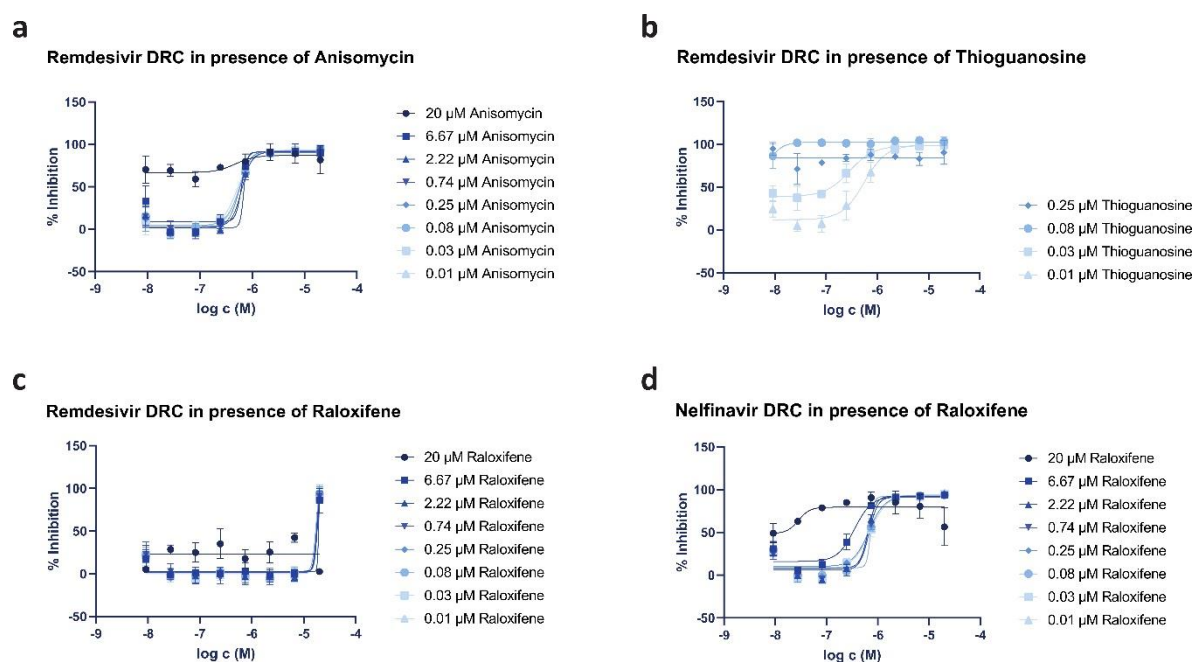 a
Remdesivir DRC in presence of Anisomycin
150
100
50
0
-50
% Inhibition
-9 -8 -7 -6 -5 -4
log c (M)
20 µM Anisomycin
6.67 µM Anisomycin
2.22 µM Anisomycin
0.74 µM Anisomycin
0.25 µM Anisomycin
0.08 µM Anisomycin
0.03 µM Anisomycin
0.01 µM Anisomycin
b
Remdesivir DRC in presence of Thioguanosine
150
100
50
0
-50
% Inhibition
-9 -8 -7 -6 -5 -4
log c (M)
0.25 µM Thioguanosine
0.08 µM Thioguanosine
0.03 µM Thioguanosine
0.01 µM Thioguanosine
c
Remdesivir DRC in presence of Raloxifene
150
100
50
0
-50
% Inhibition
-9 -8 -7 -6 -5 -4
log c (M)
20 µM Raloxifene
6.67 µM Raloxifene
2.22 µM Raloxifene
0.74 µM Raloxifene
0.25 µM Raloxifene
0.08 µM Raloxifene
0.03 µM Raloxifene
0.01 µM Raloxifene
d
Nelfinavir DRC in presence of Raloxifene
150
100
50
0
-50
% Inhibition
-9 -8 -7 -6 -5 -4
log c (M)
20 µM Raloxifene
6.67 µM Raloxifene
2.22 µM Raloxifene
0.74 µM Raloxifene
0.25 µM Raloxifene
0.08 µM Raloxifene
0.03 µM Raloxifene
0.01 µM Raloxifene